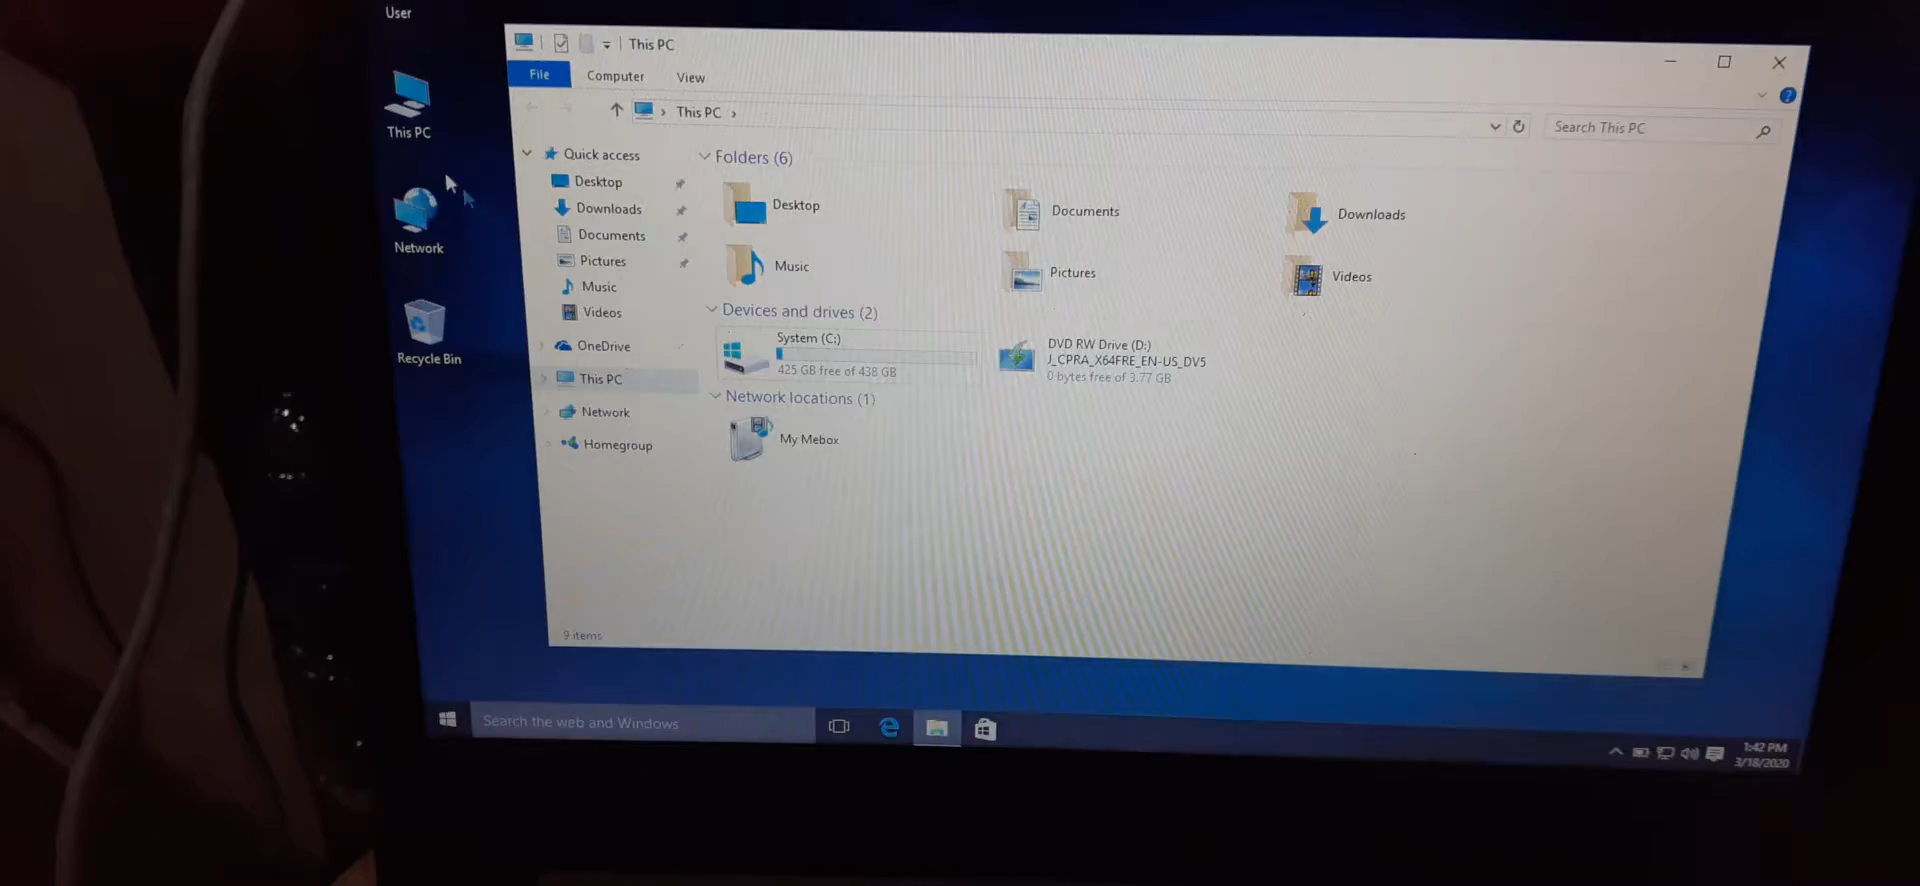 User
This PC
Network
Recycle Bin
This PC
File
Computer
View
This PC
Search This PC
Quick access
Desktop
Downloads
Documents
Pictures
Music
Videos
OneDrive
This PC
Network
Homegroup
Folders (6)
Desktop
Documents
Downloads
Music
Pictures
Videos
Devices and drives (2)
System (C:)
425 GB free of 438 GB
DVD RW Drive (D:)
J_CPRA_X64FRE_EN-US_DV5
0 bytes free of 3.77 GB
Network locations (1)
My Mebox
9 items
Search the web and Windows
1:42 PM
3/18/2020